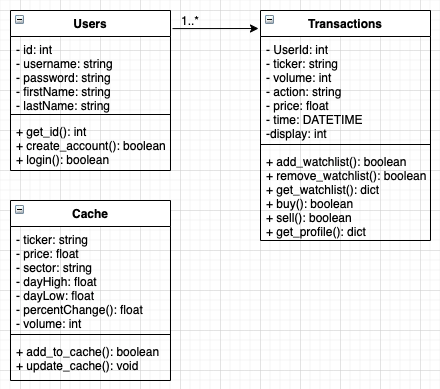 Users
- id: int
- username: string
- password: string
- firstName: string
- lastName: string
+ get_id(): int
+ create_account(): boolean
+ login(): boolean
1..*
Transactions
- UserId: int
- ticker: string
- volume: int
- action: string
- price: float
- time: DATETIME
-display: int
+ add_watchlist(): boolean
+ remove_watchlist(): boolean
+ get_watchlist(): dict
+ buy(): boolean
+ sell(): boolean
+ get_profile(): dict
Cache
- ticker: string
- price: float
- sector: string
- dayHigh: float
- dayLow: float
- percentChange(): float
- volume: int
+ add_to_cache(): boolean
+ update_cache(): void